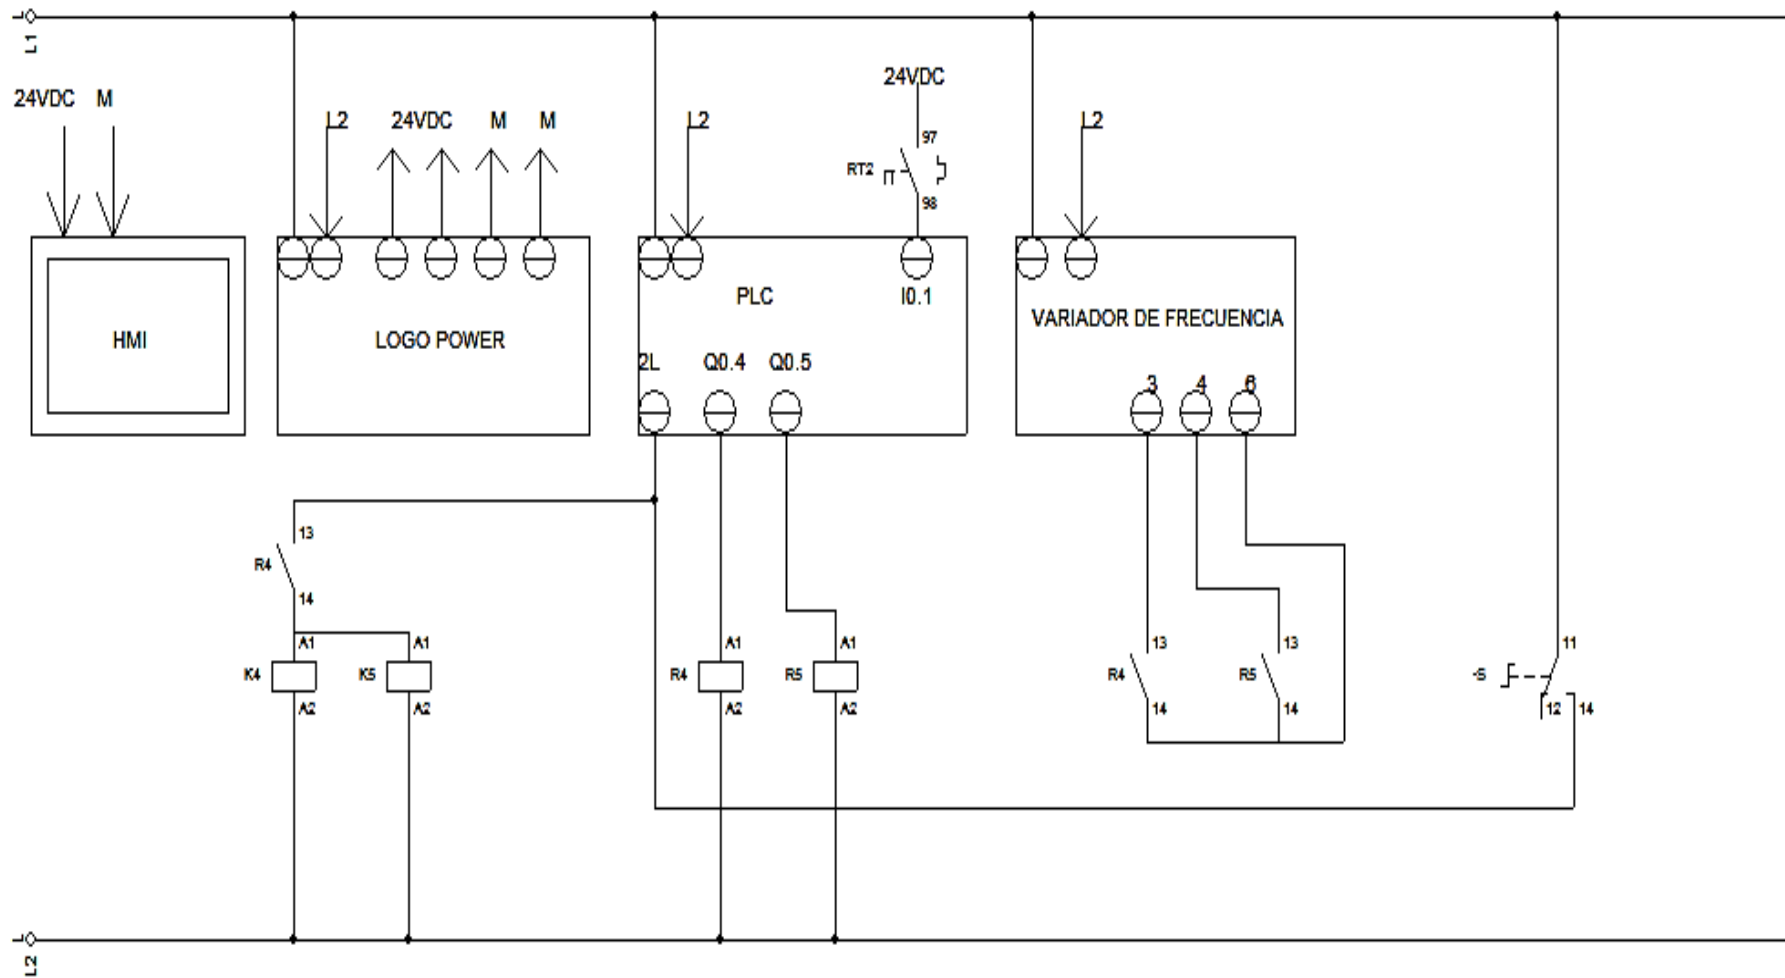 L1
24VDC M
L2 24VDC M M
L2
24VDC
97
RT2
98
L2
HMI
LOGO POWER
PLC
I0.1
2L Q0.4 Q0.5
VARIADOR DE FRECUENCIA
3 4 6
13
R4
14
A1 A1
K4 K5
A2 A2
A1 A1
R4 R5
A2 A2
13 13
R4 R5
14 14
11
-S
12 14
L2